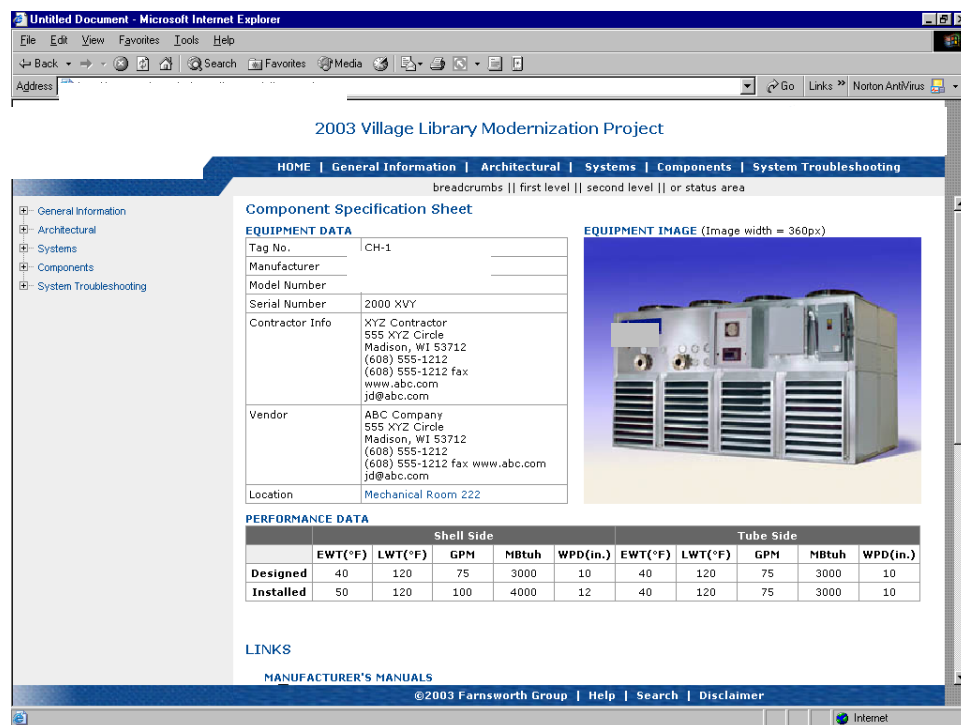 Untitled Document - Microsoft Internet Explorer
File Edit View Favorites Tools Help
Back Search Favorites Media
Address Go Links » Norton AntiVirus
2003 Village Library Modernization Project
HOME | General Information | Architectural | Systems | Components | System Troubleshooting
breadcrumbs || first level || second level || or status area
General Information
Architectural
Systems
Components
System Troubleshooting
Component Specification Sheet
EQUIPMENT DATA
Tag No. CH-1
Manufacturer
Model Number
Serial Number 2000 XVY
Contractor Info XYZ Contractor
555 XYZ Circle
Madison, WI 53712
(608) 555-1212
(608) 555-1212 fax
www.abc.com
jd@abc.com
Vendor ABC Company
555 XYZ Circle
Madison, WI 53712
(608) 555-1212
(608) 555-1212 fax www.abc.com
jd@abc.com
Location Mechanical Room 222
EQUIPMENT IMAGE (Image width = 360px)
PERFORMANCE DATA
Shell Side Tube Side
EWT(°F) LWT(°F) GPM MBtuh WPD(in.) EWT(°F) LWT(°F) GPM MBtuh WPD(in.)
Designed 40 120 75 3000 10 40 120 75 3000 10
Installed 50 120 100 4000 12 40 120 75 3000 10
LINKS
MANUFACTURER'S MANUALS
©2003 Farnsworth Group | Help | Search | Disclaimer
Internet